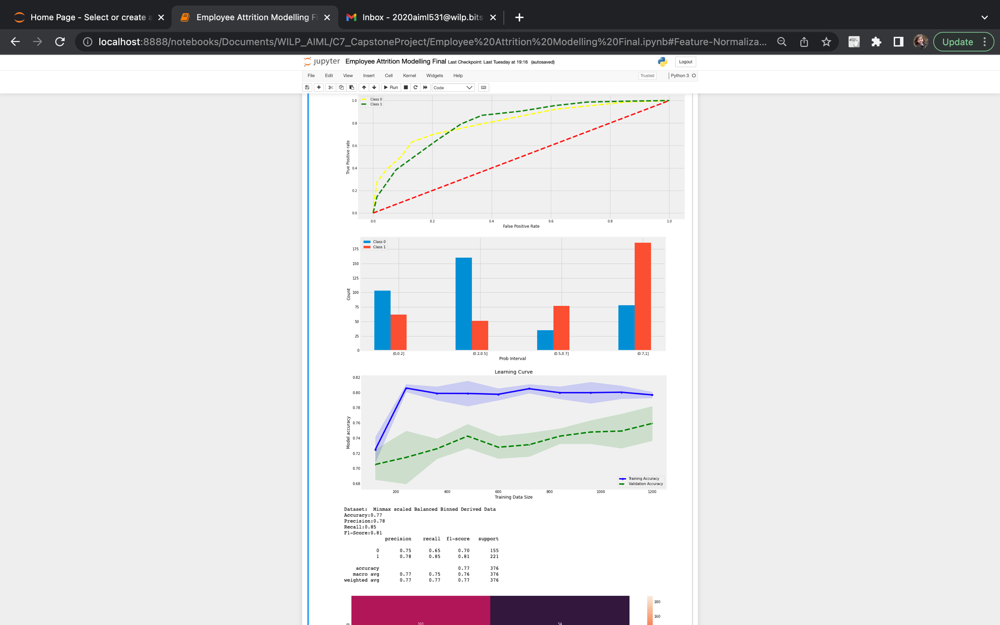 Home Page - Select or create a
Employee Attrition Modelling Fi
Inbox - 2020aiml531@wilp.bits
localhost:8888/notebooks/Documents/WILP_AIML/C7_CapstoneProject/Employee%20Attrition%20Modelling%20Final.ipynb#Feature-Normaliza...
Update
jupyter Employee Attrition Modelling Final Last Checkpoint: Last Tuesday at 19:16 (autosaved)
Logout
File Edit View Insert Cell Kernel Widgets Help
Trusted
Python 3
Run
Code
Class 0
Class 1
1.0
0.8
0.6
0.4
0.2
0.0
True Positive rate
0.0 0.2 0.4 0.6 0.8 1.0
False Positive Rate
Class 0
Class 1
175
150
125
100
75
50
25
0
Count
(0,0.2] (0.2,0.5] (0.5,0.7] (0.7,1]
Prob Interval
Learning Curve
0.82
0.80
0.78
0.76
0.74
0.72
0.70
0.68
Model accuracy
Training Accuracy
Validation Accuracy
200 400 600 800 1000 1200
Training Data Size
Dataset:  Minmax scaled Balanced Binned Derived Data
Accuracy:0.77
Precision:0.78
Recall:0.85
F1-Score:0.81
precision recall f1-score support
0 0.75 0.65 0.70 155
1 0.78 0.85 0.81 221
accuracy 0.77 376
macro avg 0.77 0.75 0.76 376
weighted avg 0.77 0.77 0.77 376
180
160
0
101
54